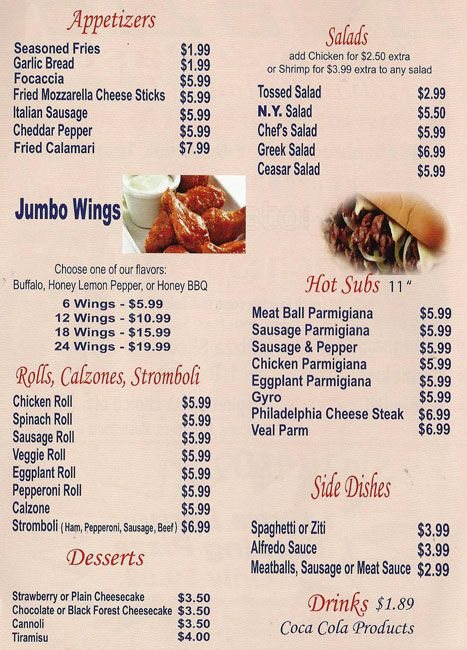 Appetizers
Seasoned Fries $1.99
Garlic Bread $1.99
Focaccia $5.99
Fried Mozzarella Cheese Sticks $5.99
Italian Sausage $5.99
Cheddar Pepper $5.99
Fried Calamari $7.99
Jumbo Wings
Choose one of our flavors:
Buffalo, Honey Lemon Pepper, or Honey BBQ
6 Wings - $5.99
12 Wings - $10.99
18 Wings - $15.99
24 Wings - $19.99
Rolls, Calzones, Stromboli
Chicken Roll $5.99
Spinach Roll $5.99
Sausage Roll $5.99
Veggie Roll $5.99
Eggplant Roll $5.99
Pepperoni Roll $5.99
Calzone $5.99
Stromboli ( Ham, Pepperoni, Sausage, Beef ) $6.99
Desserts
Strawberry or Plain Cheesecake $3.50
Chocolate or Black Forest Cheesecake $3.50
Cannoli $3.50
Tiramisu $4.00
Salads
add Chicken for $2.50 extra
or Shrimp for $3.99 extra to any salad
Tossed Salad $2.99
N.Y. Salad $5.50
Chef's Salad $5.99
Greek Salad $6.99
Ceasar Salad $5.99
Hot Subs 11"
Meat Ball Parmigiana $5.99
Sausage Parmigiana $5.99
Sausage & Pepper $5.99
Chicken Parmigiana $5.99
Eggplant Parmigiana $5.99
Gyro $5.99
Philadelphia Cheese Steak $6.99
Veal Parm $6.99
Side Dishes
Spaghetti or Ziti $3.99
Alfredo Sauce $3.99
Meatballs, Sausage or Meat Sauce $2.99
Drinks $1.89
Coca Cola Products